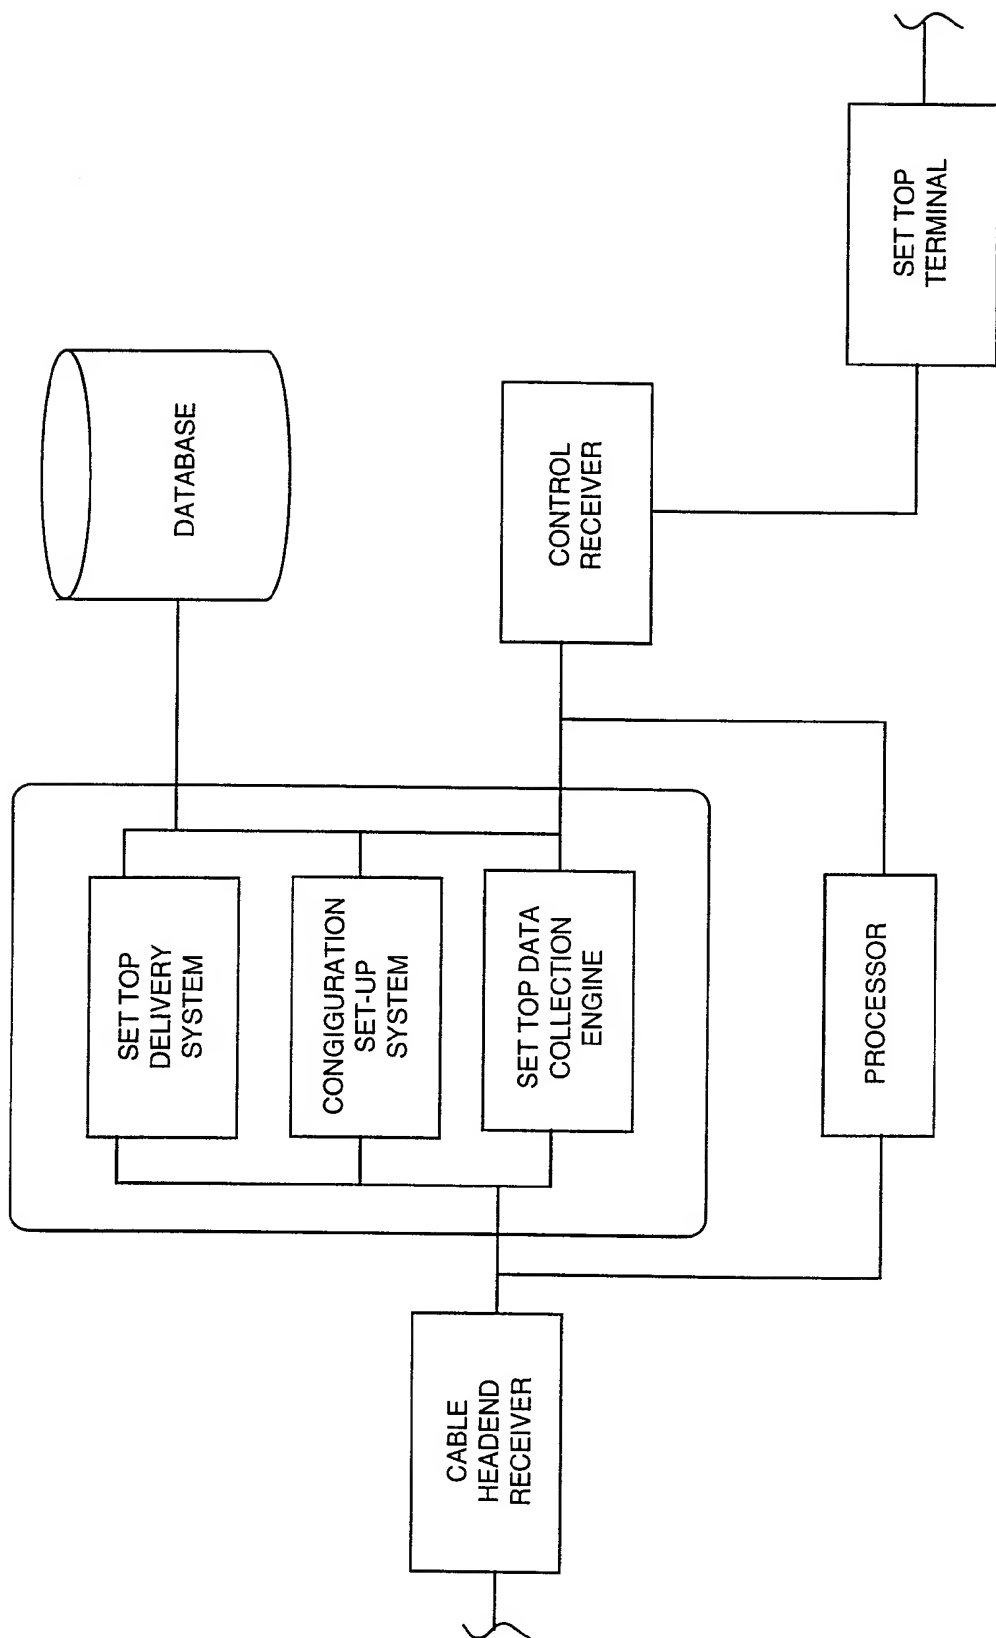 CABLE
HEADEND
RECEIVER
SET TOP
DELIVERY
SYSTEM
CONGIGURATION
SET-UP
SYSTEM
SET TOP DATA
COLLECTION
ENGINE
PROCESSOR
DATABASE
CONTROL
RECEIVER
SET TOP
TERMINAL